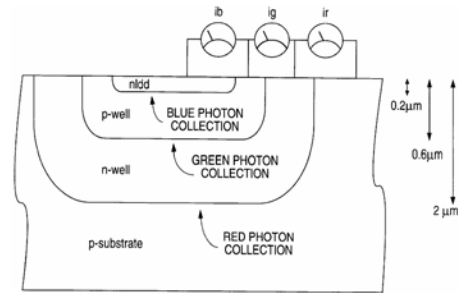 ib ig ir
nldd
p-well
BLUE PHOTON
COLLECTION
0.2μm
GREEN PHOTON
COLLECTION
0.6μm
n-well
2 μm
p-substrate
RED PHOTON
COLLECTION